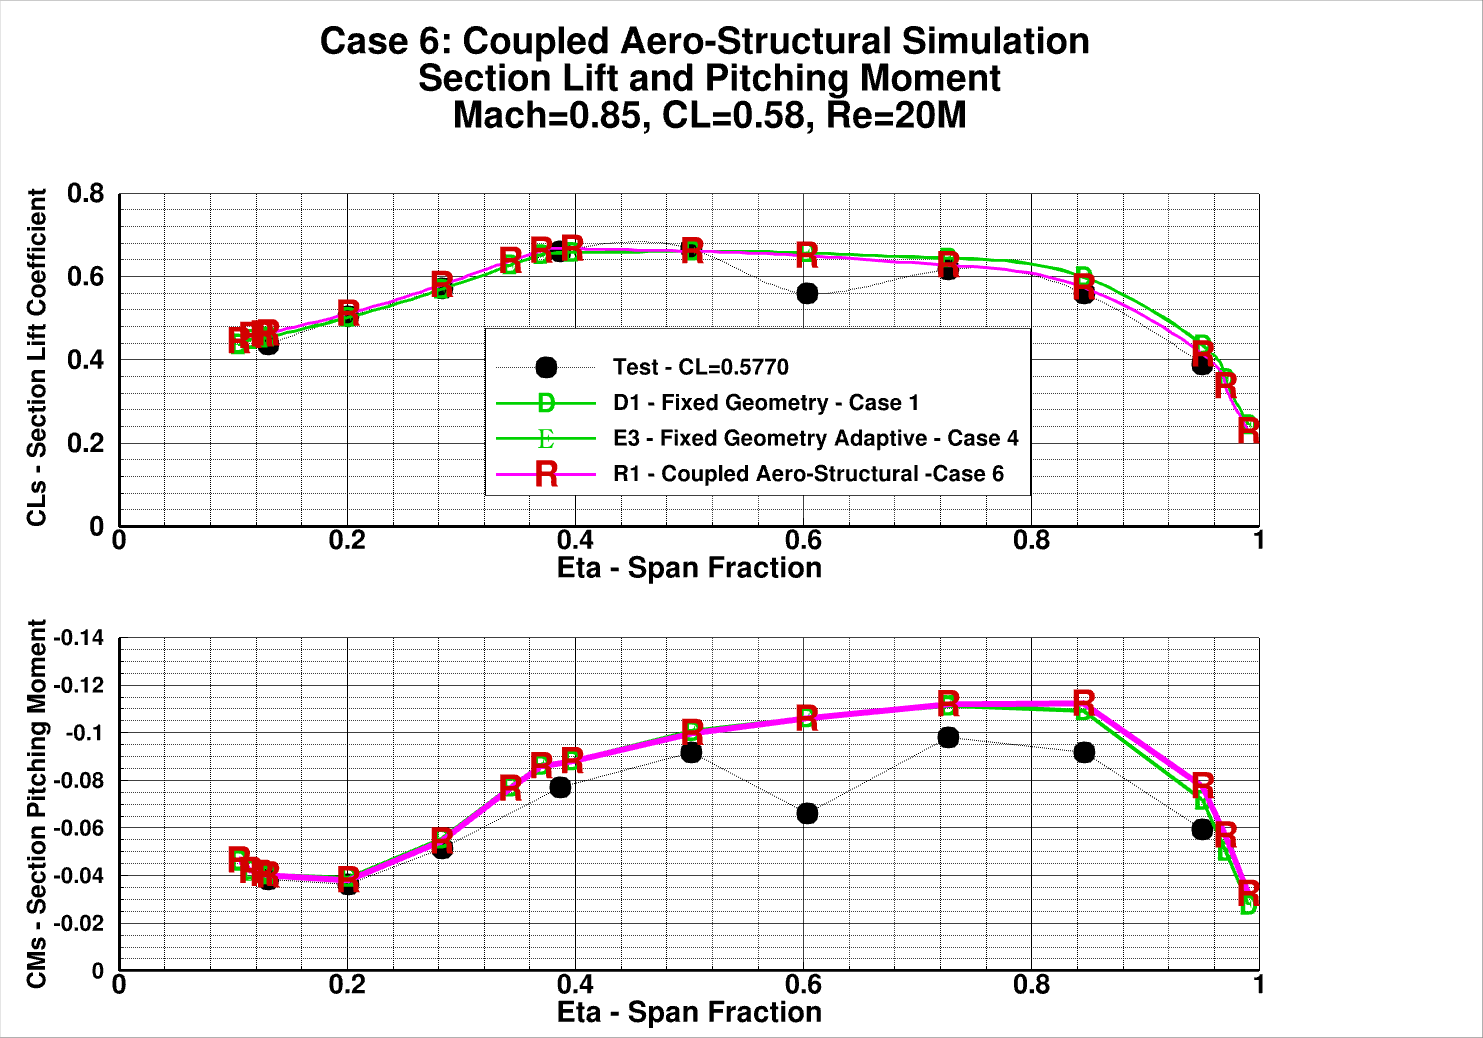 Case 6: Coupled Aero-Structural Simulation
Section Lift and Pitching Moment
Mach=0.85, CL=0.58, Re=20M
CLs - Section Lift Coefficient
0.8
0.6
0.4
0.2
0
0 0.2 0.4 0.6 0.8 1
Eta - Span Fraction
Test - CL=0.5770
D D1 - Fixed Geometry - Case 1
E E3 - Fixed Geometry Adaptive - Case 4
R R1 - Coupled Aero-Structural -Case 6
CMs - Section Pitching Moment
-0.14
-0.12
-0.1
-0.08
-0.06
-0.04
-0.02
0
0 0.2 0.4 0.6 0.8 1
Eta - Span Fraction